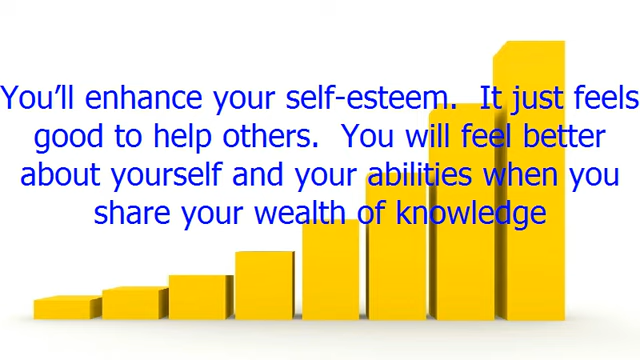 You’ll enhance your self-esteem.  It just feels
good to help others.  You will feel better
about yourself and your abilities when you
share your wealth of knowledge